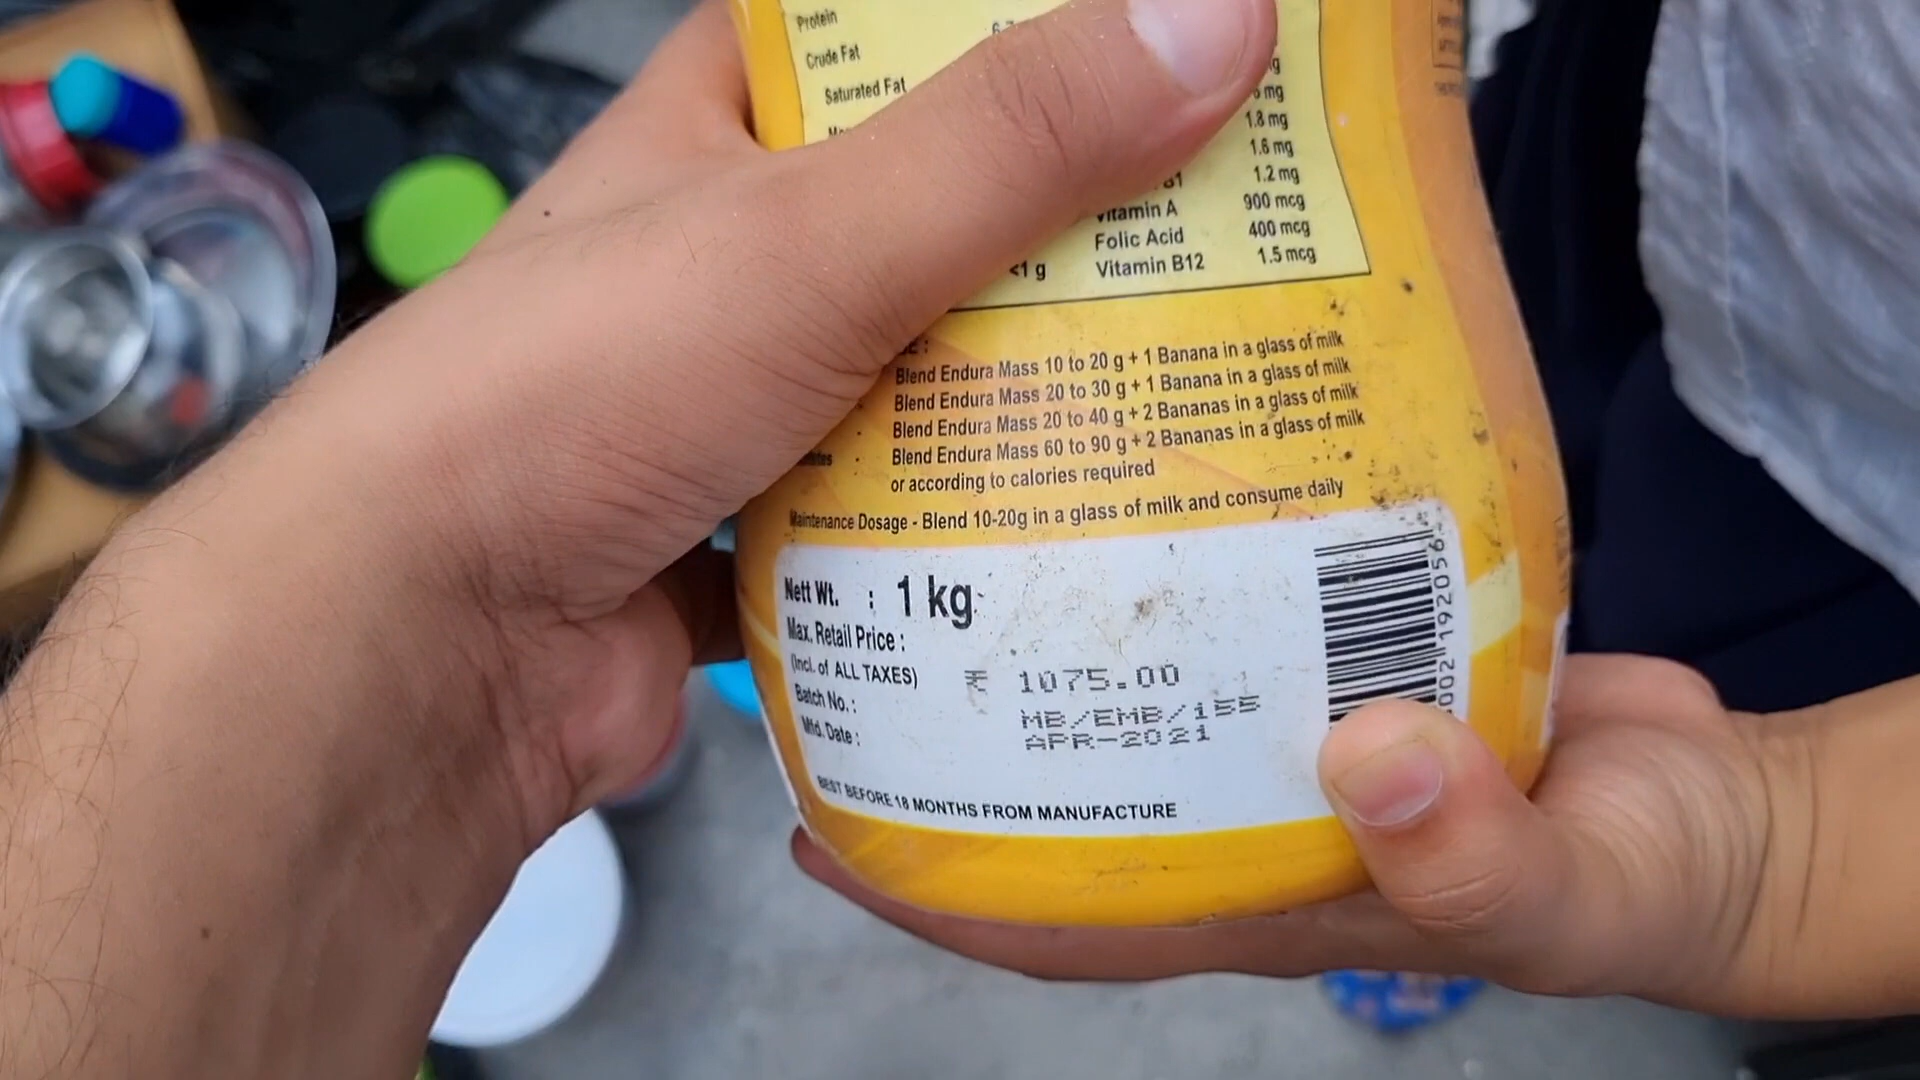 Protein
Crude Fat
Saturated Fat
mg
1.8 mg
1.6 mg
B1 1.2 mg
Vitamin A 900 mcg
Folic Acid 400 mcg
<1 g Vitamin B12 1.5 mcg
Blend Endura Mass 10 to 20 g + 1 Banana in a glass of milk
Blend Endura Mass 20 to 30 g + 1 Banana in a glass of milk
Blend Endura Mass 20 to 40 g + 2 Bananas in a glass of milk
Blend Endura Mass 60 to 90 g + 2 Bananas in a glass of milk
or according to calories required
Maintenance Dosage - Blend 10-20g in a glass of milk and consume daily
Nett Wt. : 1 kg
Max. Retail Price :
(Incl. of ALL TAXES) ₹ 1075.00
Batch No. : MB/EMB/155
Mfd. Date : APR-2021
BEST BEFORE 18 MONTHS FROM MANUFACTURE
002 192056